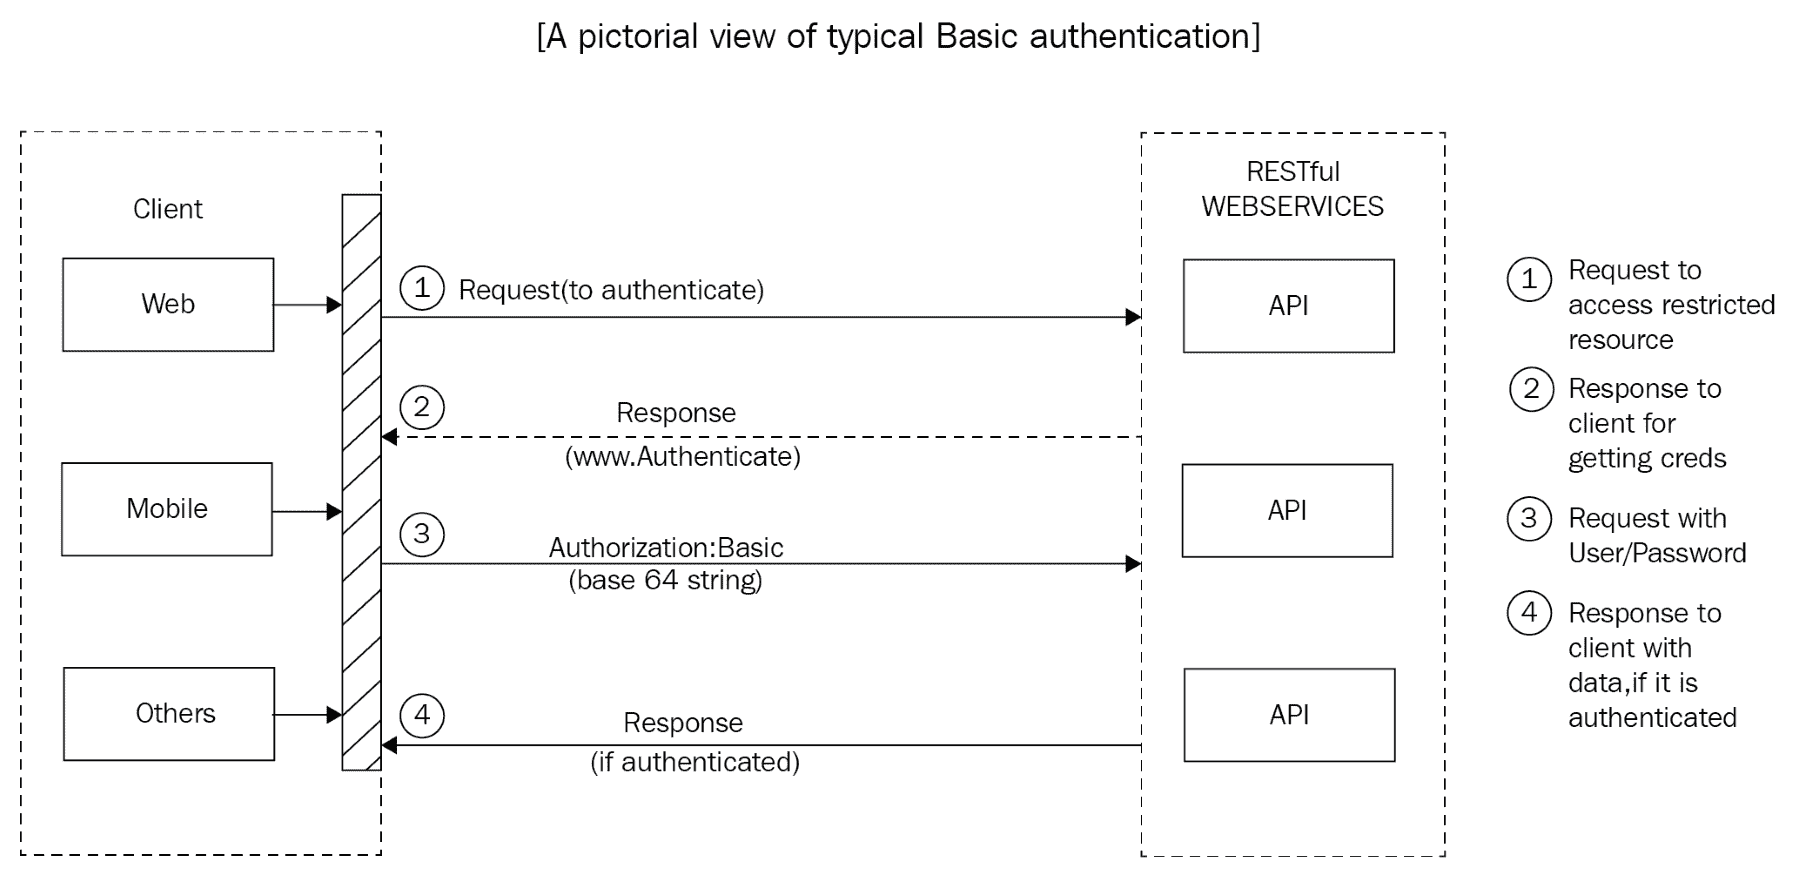 [A pictorial view of typical Basic authentication]
Client
Web
Mobile
Others
1 Request(to authenticate)
2 Response
(www.Authenticate)
3 Authorization:Basic
(base 64 string)
4 Response
(if authenticated)
RESTful
WEBSERVICES
API
API
API
1 Request to
access restricted
resource
2 Response to
client for
getting creds
3 Request with
User/Password
4 Response to
client with
data,if it is
authenticated